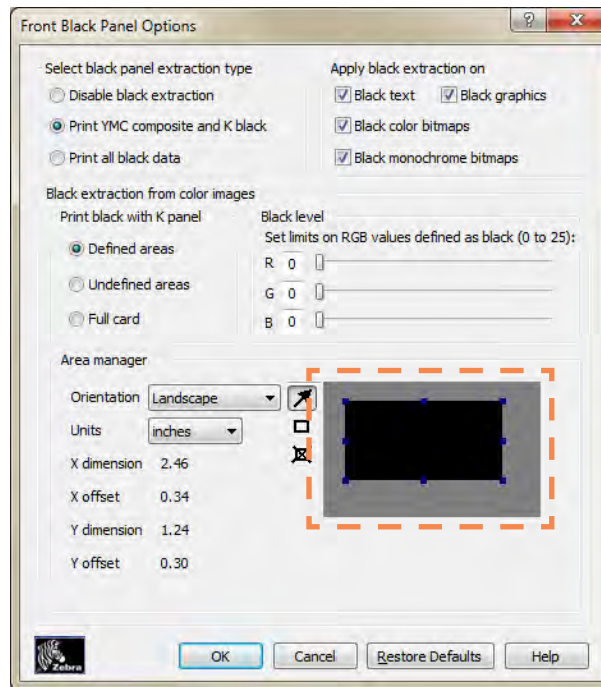 Front Black Panel Options
?
Select black panel extraction type
Apply black extraction on
Disable black extraction
Black text
Black graphics
Print YMC composite and K black
Black color bitmaps
Print all black data
Black monochrome bitmaps
Black extraction from color images
Print black with K panel
Black level
Defined areas
Set limits on RGB values defined as black (0 to 25):
R 0
Undefined areas
G 0
Full card
B 0
Area manager
Orientation Landscape
Units inches
X dimension 2.46
X offset 0.34
Y dimension 1.24
Y offset 0.30
Zebra
OK Cancel Restore Defaults Help